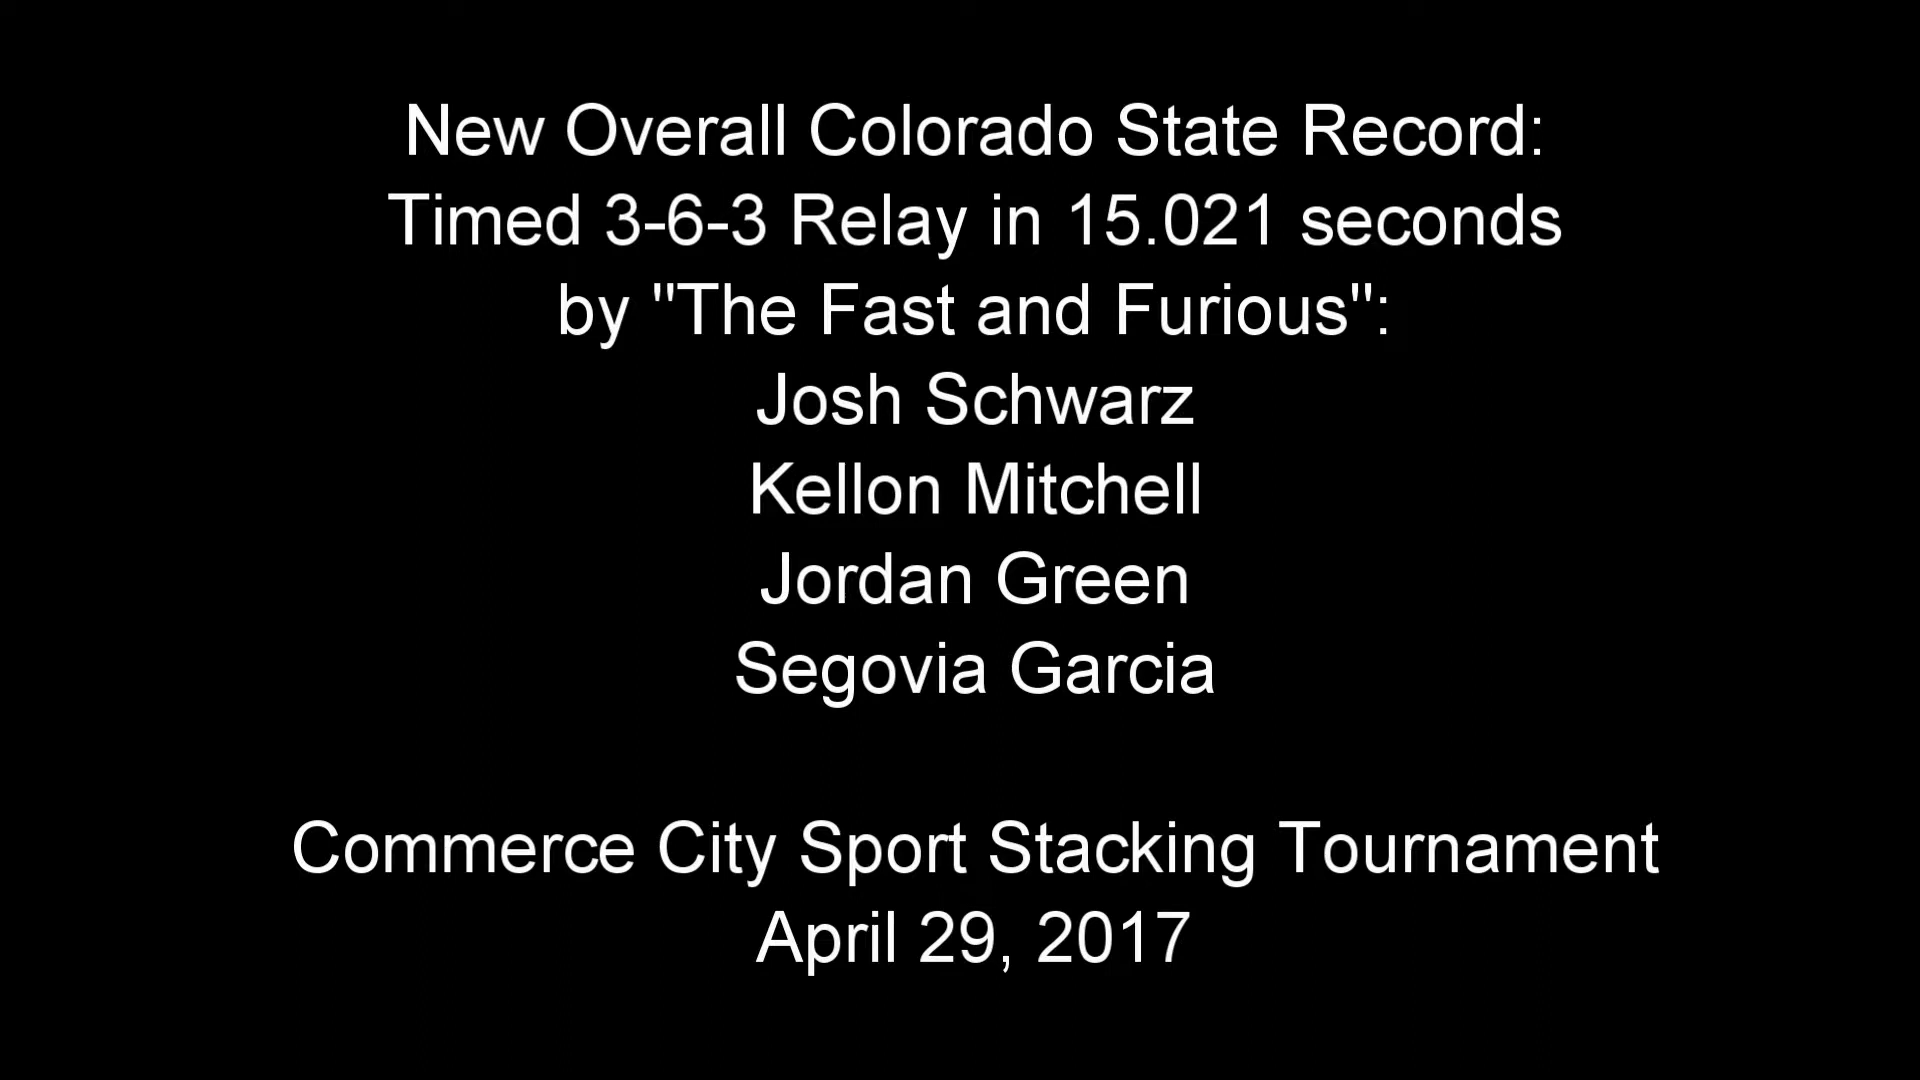 New Overall Colorado State Record:
Timed 3-6-3 Relay in 15.021 seconds
by "The Fast and Furious":
Josh Schwarz
Kellon Mitchell
Jordan Green
Segovia Garcia
Commerce City Sport Stacking Tournament
April 29, 2017